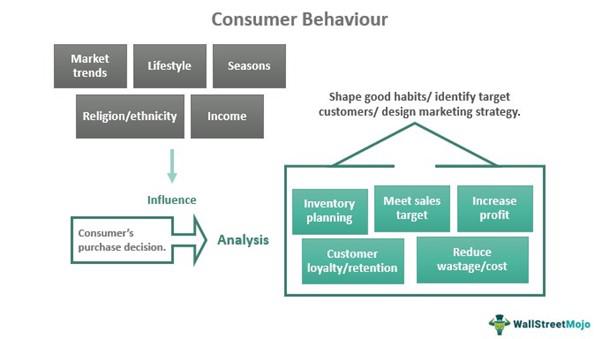 Consumer Behaviour
Market
trends
Lifestyle
Seasons
Religion/ethnicity
Income
Influence
Consumer's
purchase decision.
Analysis
Shape good habits/ identify target
customers/ design marketing strategy.
Inventory
planning
Meet sales
target
Increase
profit
Customer
loyalty/retention
Reduce
wastage/cost
WallStreetMojo